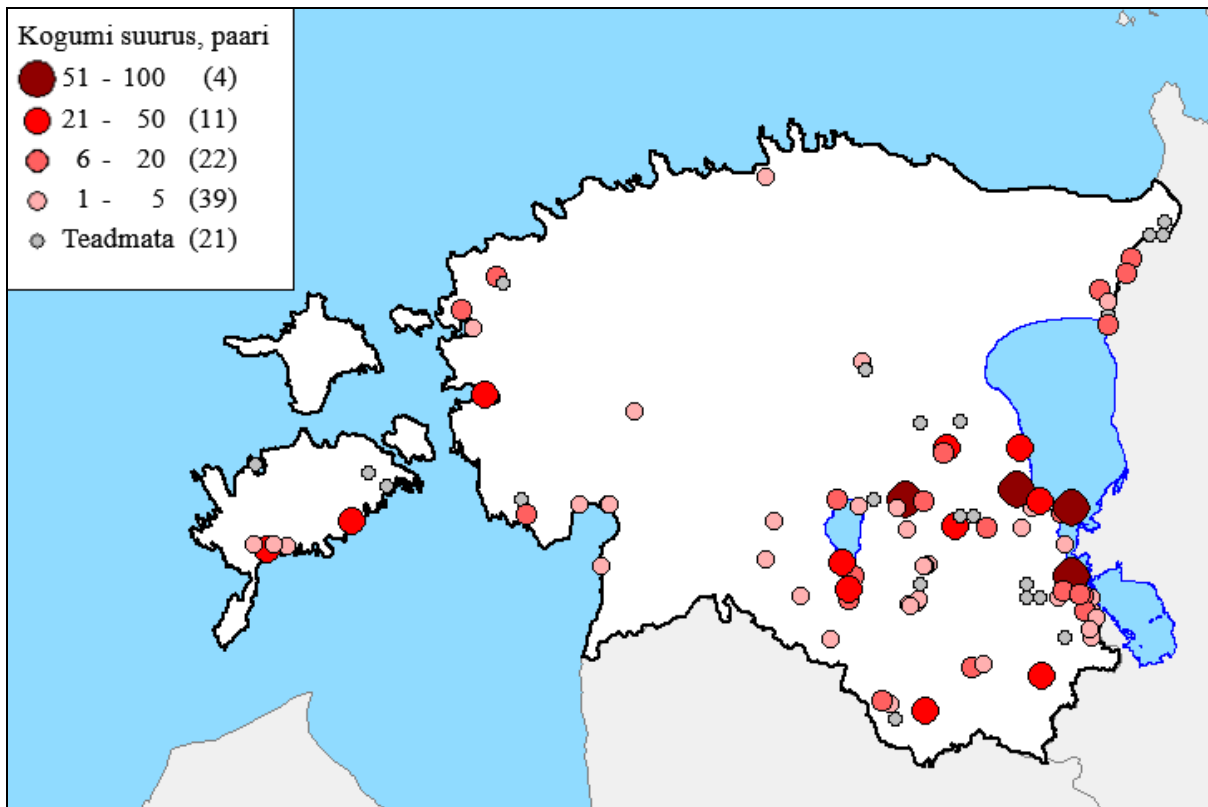 Kogumi suurus, paari
51 - 100 (4)
21 - 50 (11)
6 - 20 (22)
1 - 5 (39)
Teadmata (21)